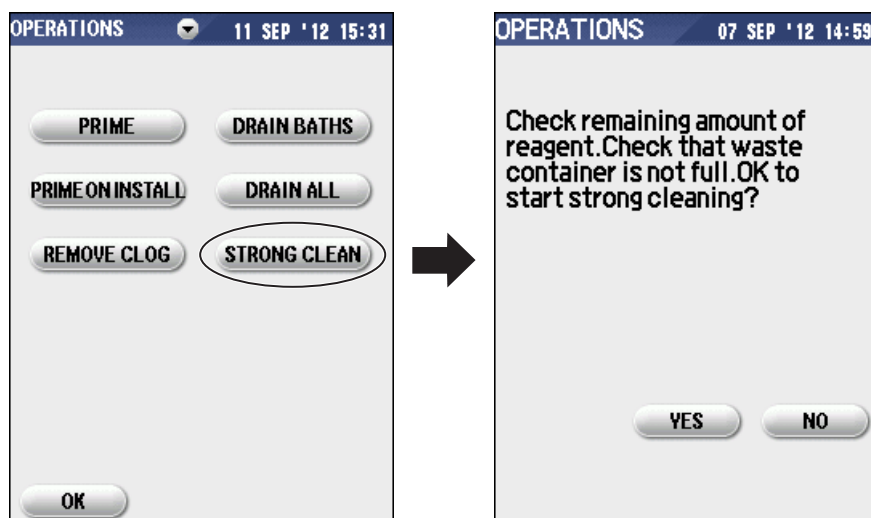 OPERATIONS 11 SEP '12 15:31
PRIME DRAIN BATHS
PRIME ON INSTALL DRAIN ALL
REMOVE CLOG STRONG CLEAN
OK
OPERATIONS 07 SEP '12 14:59
Check remaining amount of
reagent.Check that waste
container is not full.OK to
start strong cleaning?
YES NO